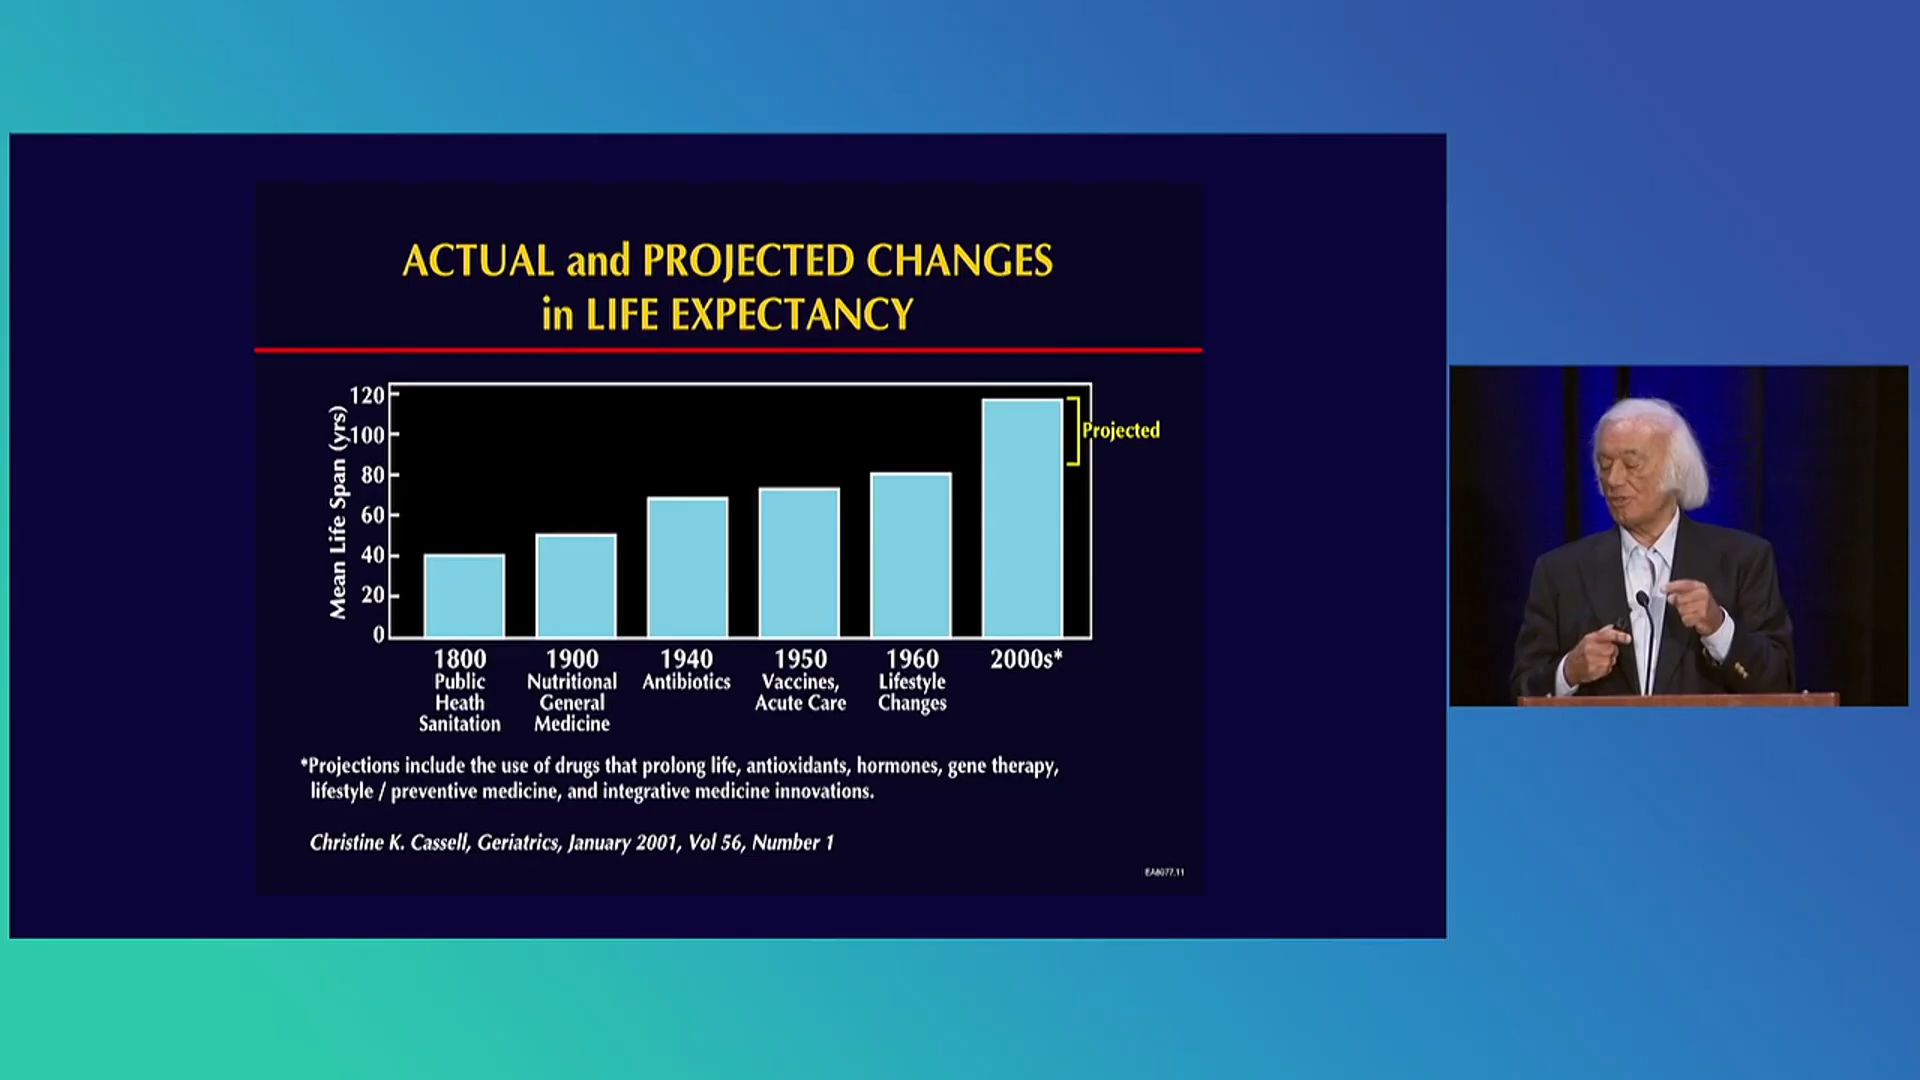 ACTUAL and PROJECTED CHANGES
in LIFE EXPECTANCY
Mean Life Span (yrs)
120
100
80
60
40
20
0
Projected
1800
Public
Heath
Sanitation
1900
Nutritional
General
Medicine
1940
Antibiotics
1950
Vaccines,
Acute Care
1960
Lifestyle
Changes
2000s*
*Projections include the use of drugs that prolong life, antioxidants, hormones, gene therapy,
lifestyle / preventive medicine, and integrative medicine innovations.
Christine K. Cassell, Geriatrics, January 2001, Vol 56, Number 1
EA8077.11